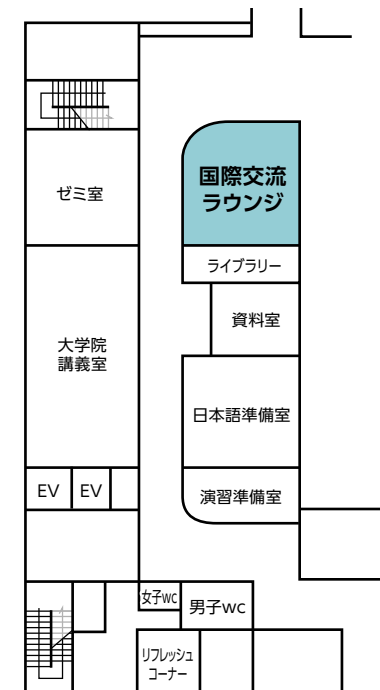 国際交流
ラウンジ
ゼミ室
ライブラリー
資料室
大学院
講義室
日本語準備室
EV
EV
演習準備室
女子wc
男子wc
リフレッシュ
コーナー